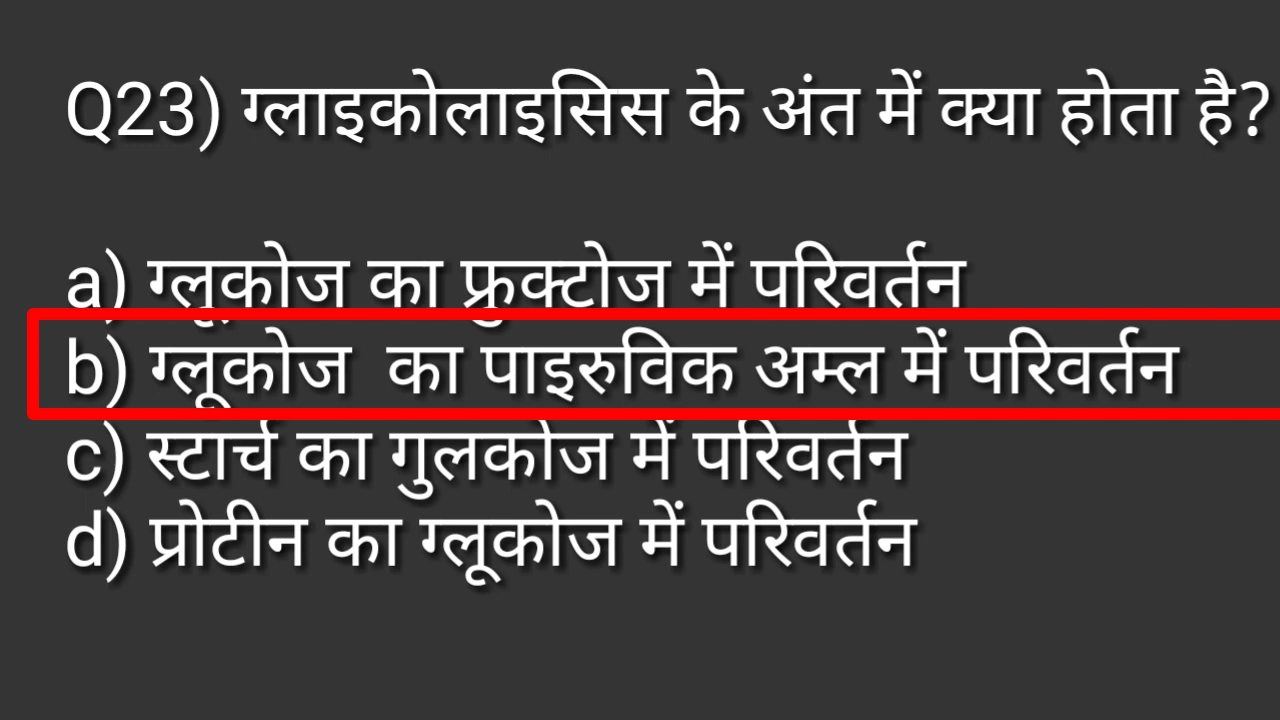 Q23) ग्लाइकोलाइसिस के अंत में क्या होता है?
a) ग्लूकोज का फ्रुक्टोज में परिवर्तन
b) ग्लूकोज का पाइरुविक अम्ल में परिवर्तन
c) स्टार्च का गुलकोज में परिवर्तन
d) प्रोटीन का ग्लूकोज में परिवर्तन